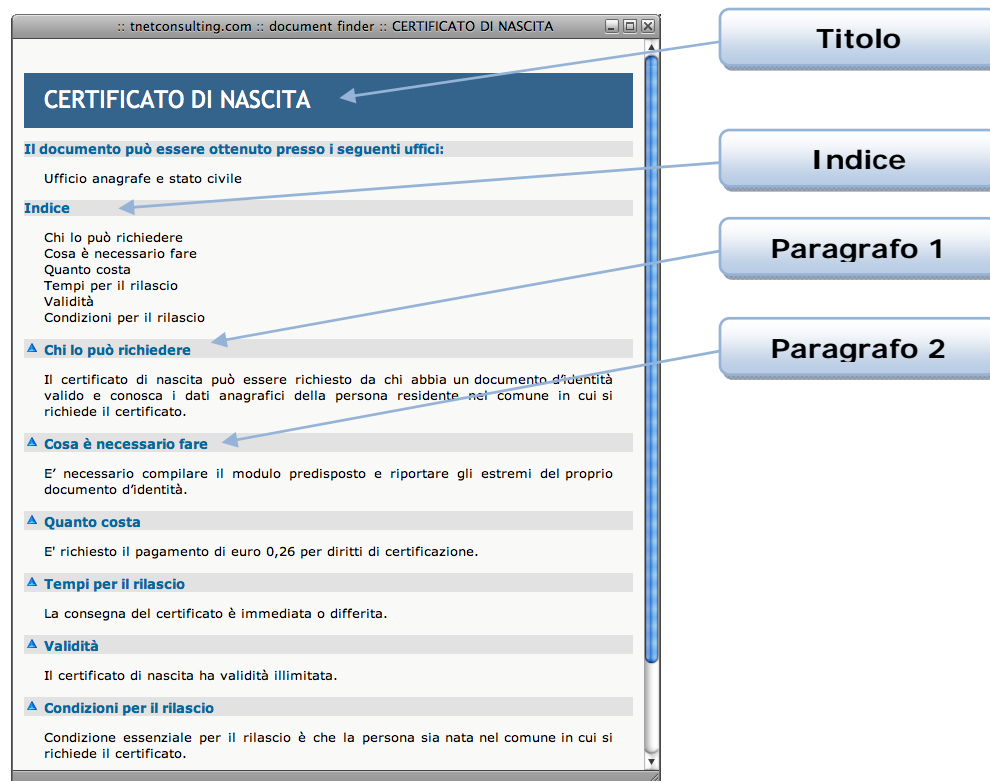 :: tnetconsulting.com :: document finder :: CERTIFICATO DI NASCITA
Titolo
CERTIFICATO DI NASCITA
Il documento può essere ottenuto presso i seguenti uffici:
Indice
Ufficio anagrafe e stato civile
Indice
Chi lo può richiedere
Cosa è necessario fare
Quanto costa
Tempi per il rilascio
Validità
Condizioni per il rilascio
Paragrafo 1
Chi lo può richiedere
Paragrafo 2
Il certificato di nascita può essere richiesto da chi abbia un documento d'identità
valido e conosca i dati anagrafici della persona residente nel comune in cui si
richiede il certificato.
Cosa è necessario fare
E’ necessario compilare il modulo predisposto e riportare gli estremi del proprio
documento d’identità.
Quanto costa
E' richiesto il pagamento di euro 0,26 per diritti di certificazione.
Tempi per il rilascio
La consegna del certificato è immediata o differita.
Validità
Il certificato di nascita ha validità illimitata.
Condizioni per il rilascio
Condizione essenziale per il rilascio è che la persona sia nata nel comune in cui si
richiede il certificato.